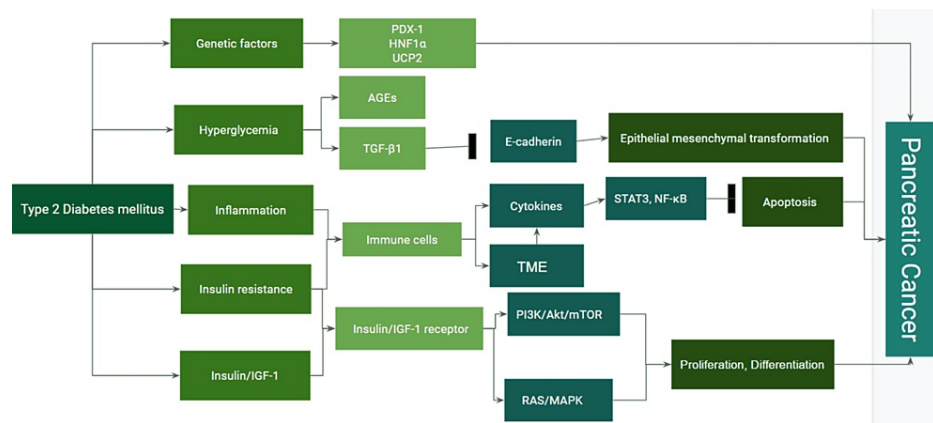 Genetic factors
PDX-1
HNF1α
UCP2
Hyperglycemia
AGEs
TGF-β1
E-cadherin
Epithelial mesenchymal transformation
Type 2 Diabetes mellitus
Inflammation
Immune cells
Cytokines
STAT3, NF-κB
Apoptosis
TME
Insulin resistance
Insulin/IGF-1 receptor
PI3K/Akt/mTOR
Insulin/IGF-1
RAS/MAPK
Proliferation, Differentiation
Pancreatic Cancer